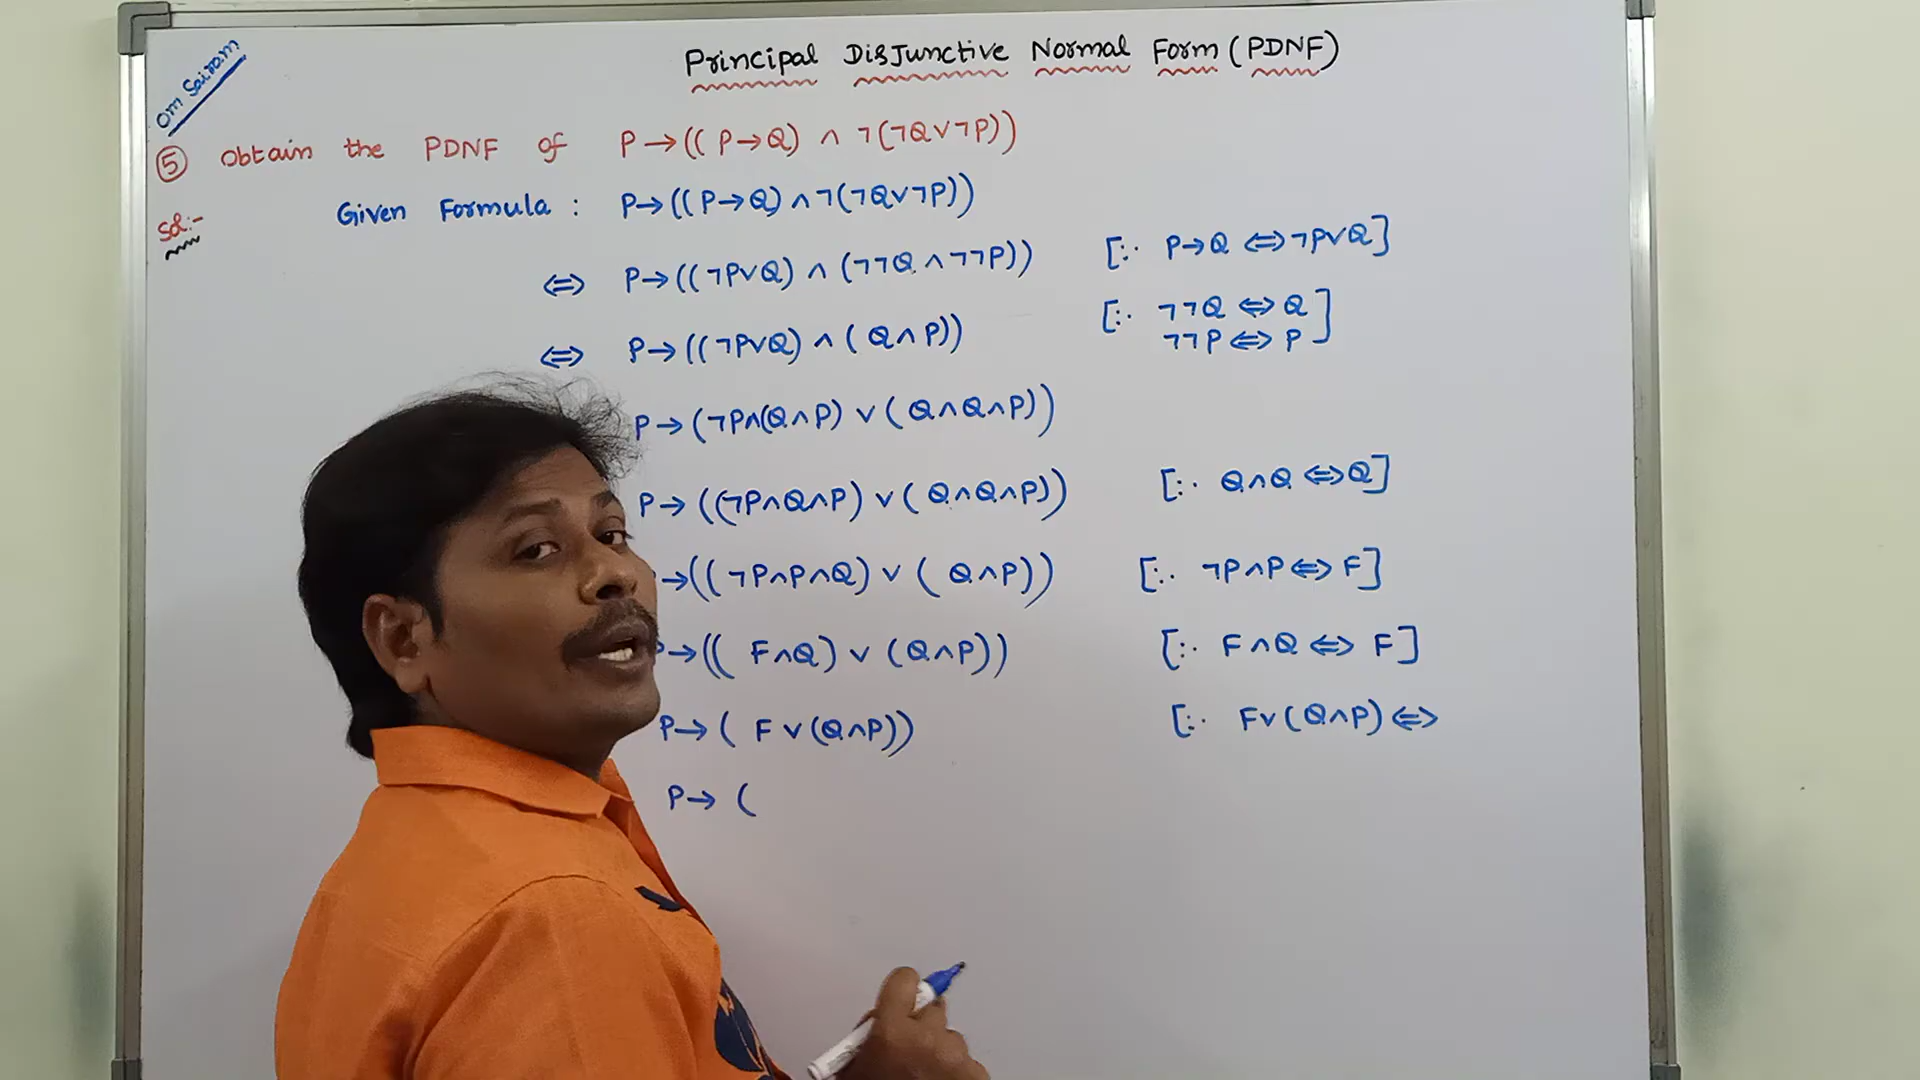 Principal Disjunctive Normal Form (PDNF)
Om Sairam
⑤ Obtain the PDNF of P→((P→Q) ∧ ¬(¬Q∨¬P))
Sol:- Given Formula : P→((P→Q)∧¬(¬Q∨¬P))
⇔ P→((¬P∨Q) ∧ (¬¬Q∧¬¬P)) [∵ P→Q ⇔ ¬P∨Q]
⇔ P→((¬P∨Q) ∧ (Q∧P)) [∵ ¬¬Q ⇔ Q
¬¬P ⇔ P]
P→(¬P∧(Q∧P) ∨ (Q∧Q∧P))
P→((¬P∧Q∧P) ∨ (Q∧Q∧P)) [∵ Q∧Q ⇔ Q]
→((¬P∧P∧Q) ∨ (Q∧P)) [∵ ¬P∧P ⇔ F]
P→((F∧Q) ∨ (Q∧P)) [∵ F∧Q ⇔ F]
P→(F∨(Q∧P)) [∵ F∨(Q∧P) ⇔
P→(